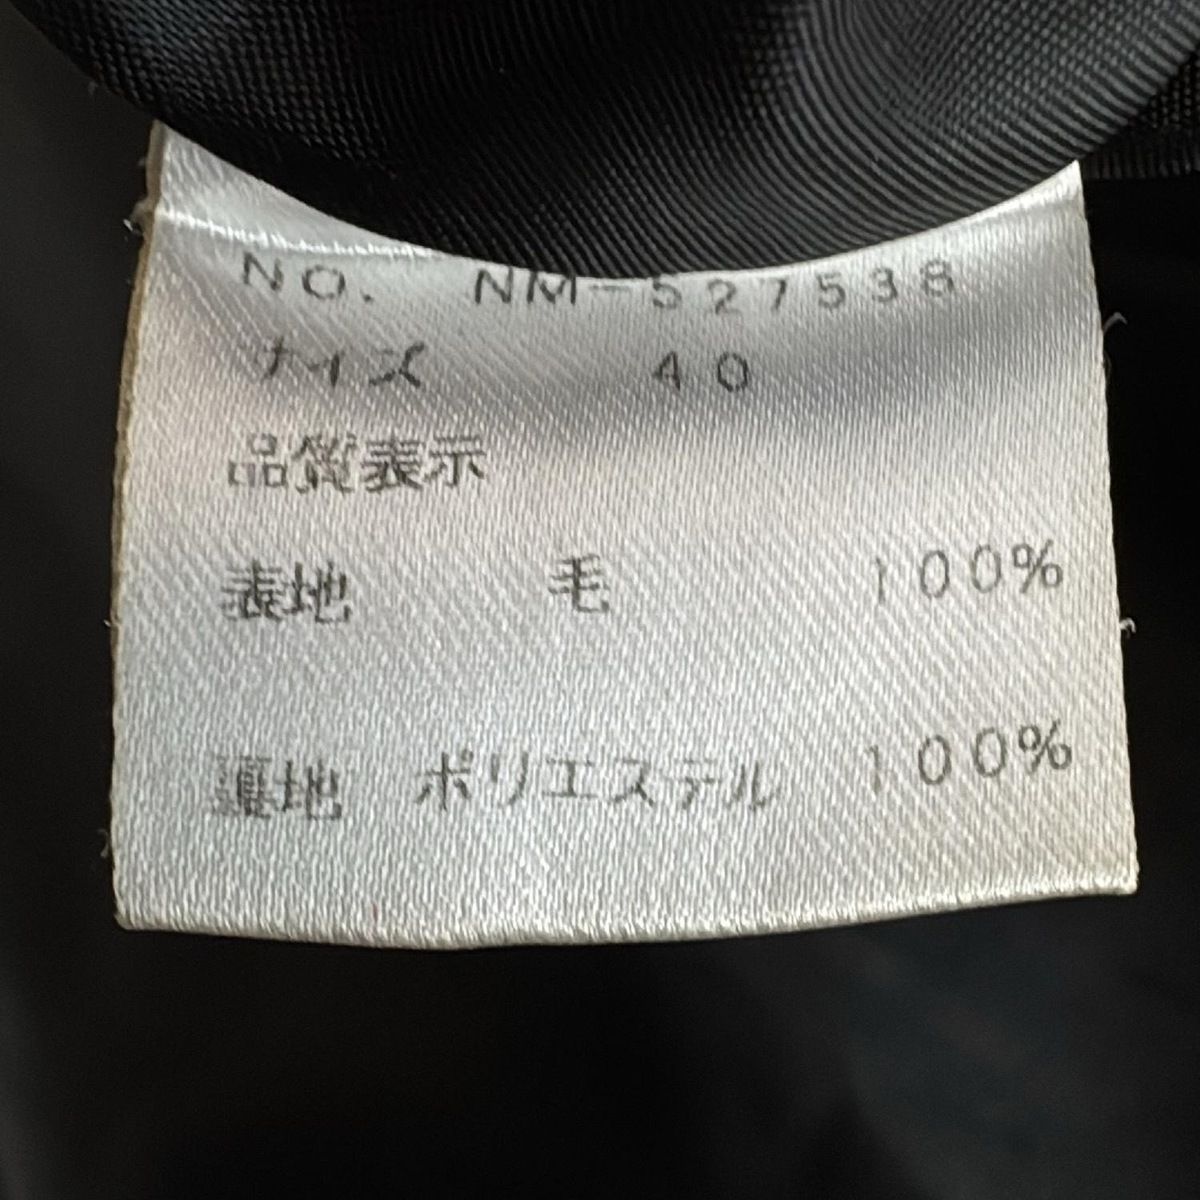 NO. NM-527538
サイズ 40
品質表示
表地 毛 100%
裏地 ポリエステル 100%